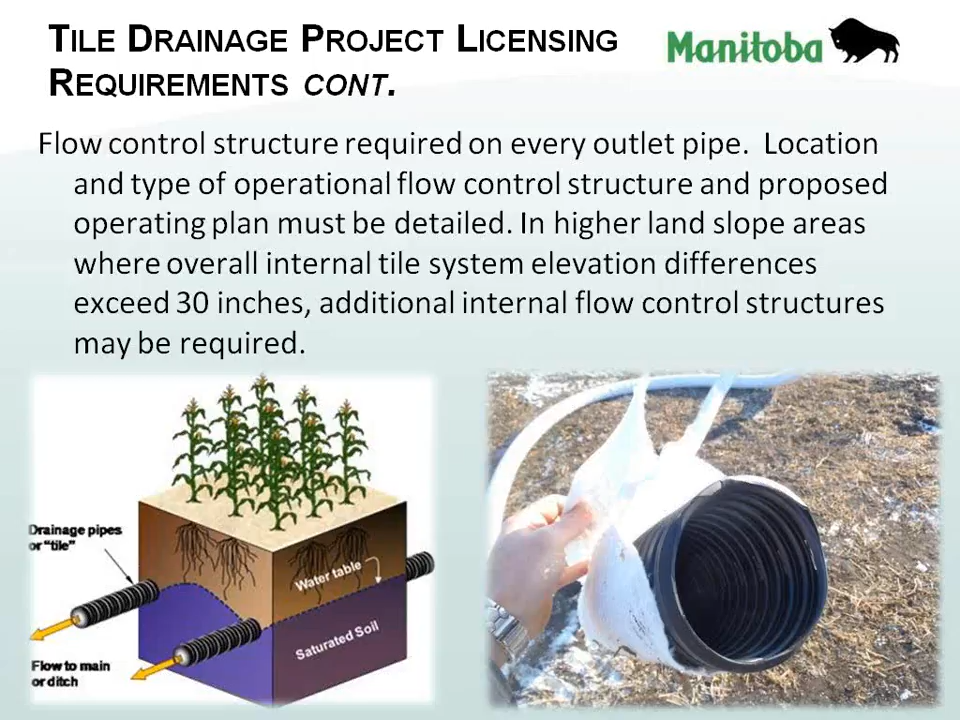 TILE DRAINAGE PROJECT LICENSING
REQUIREMENTS CONT.
Manitoba
Flow control structure required on every outlet pipe. Location
and type of operational flow control structure and proposed
operating plan must be detailed. In higher land slope areas
where overall internal tile system elevation differences
exceed 30 inches, additional internal flow control structures
may be required.
Drainage pipes
or "tile"
Water table
Saturated Soil
Flow to main
or ditch